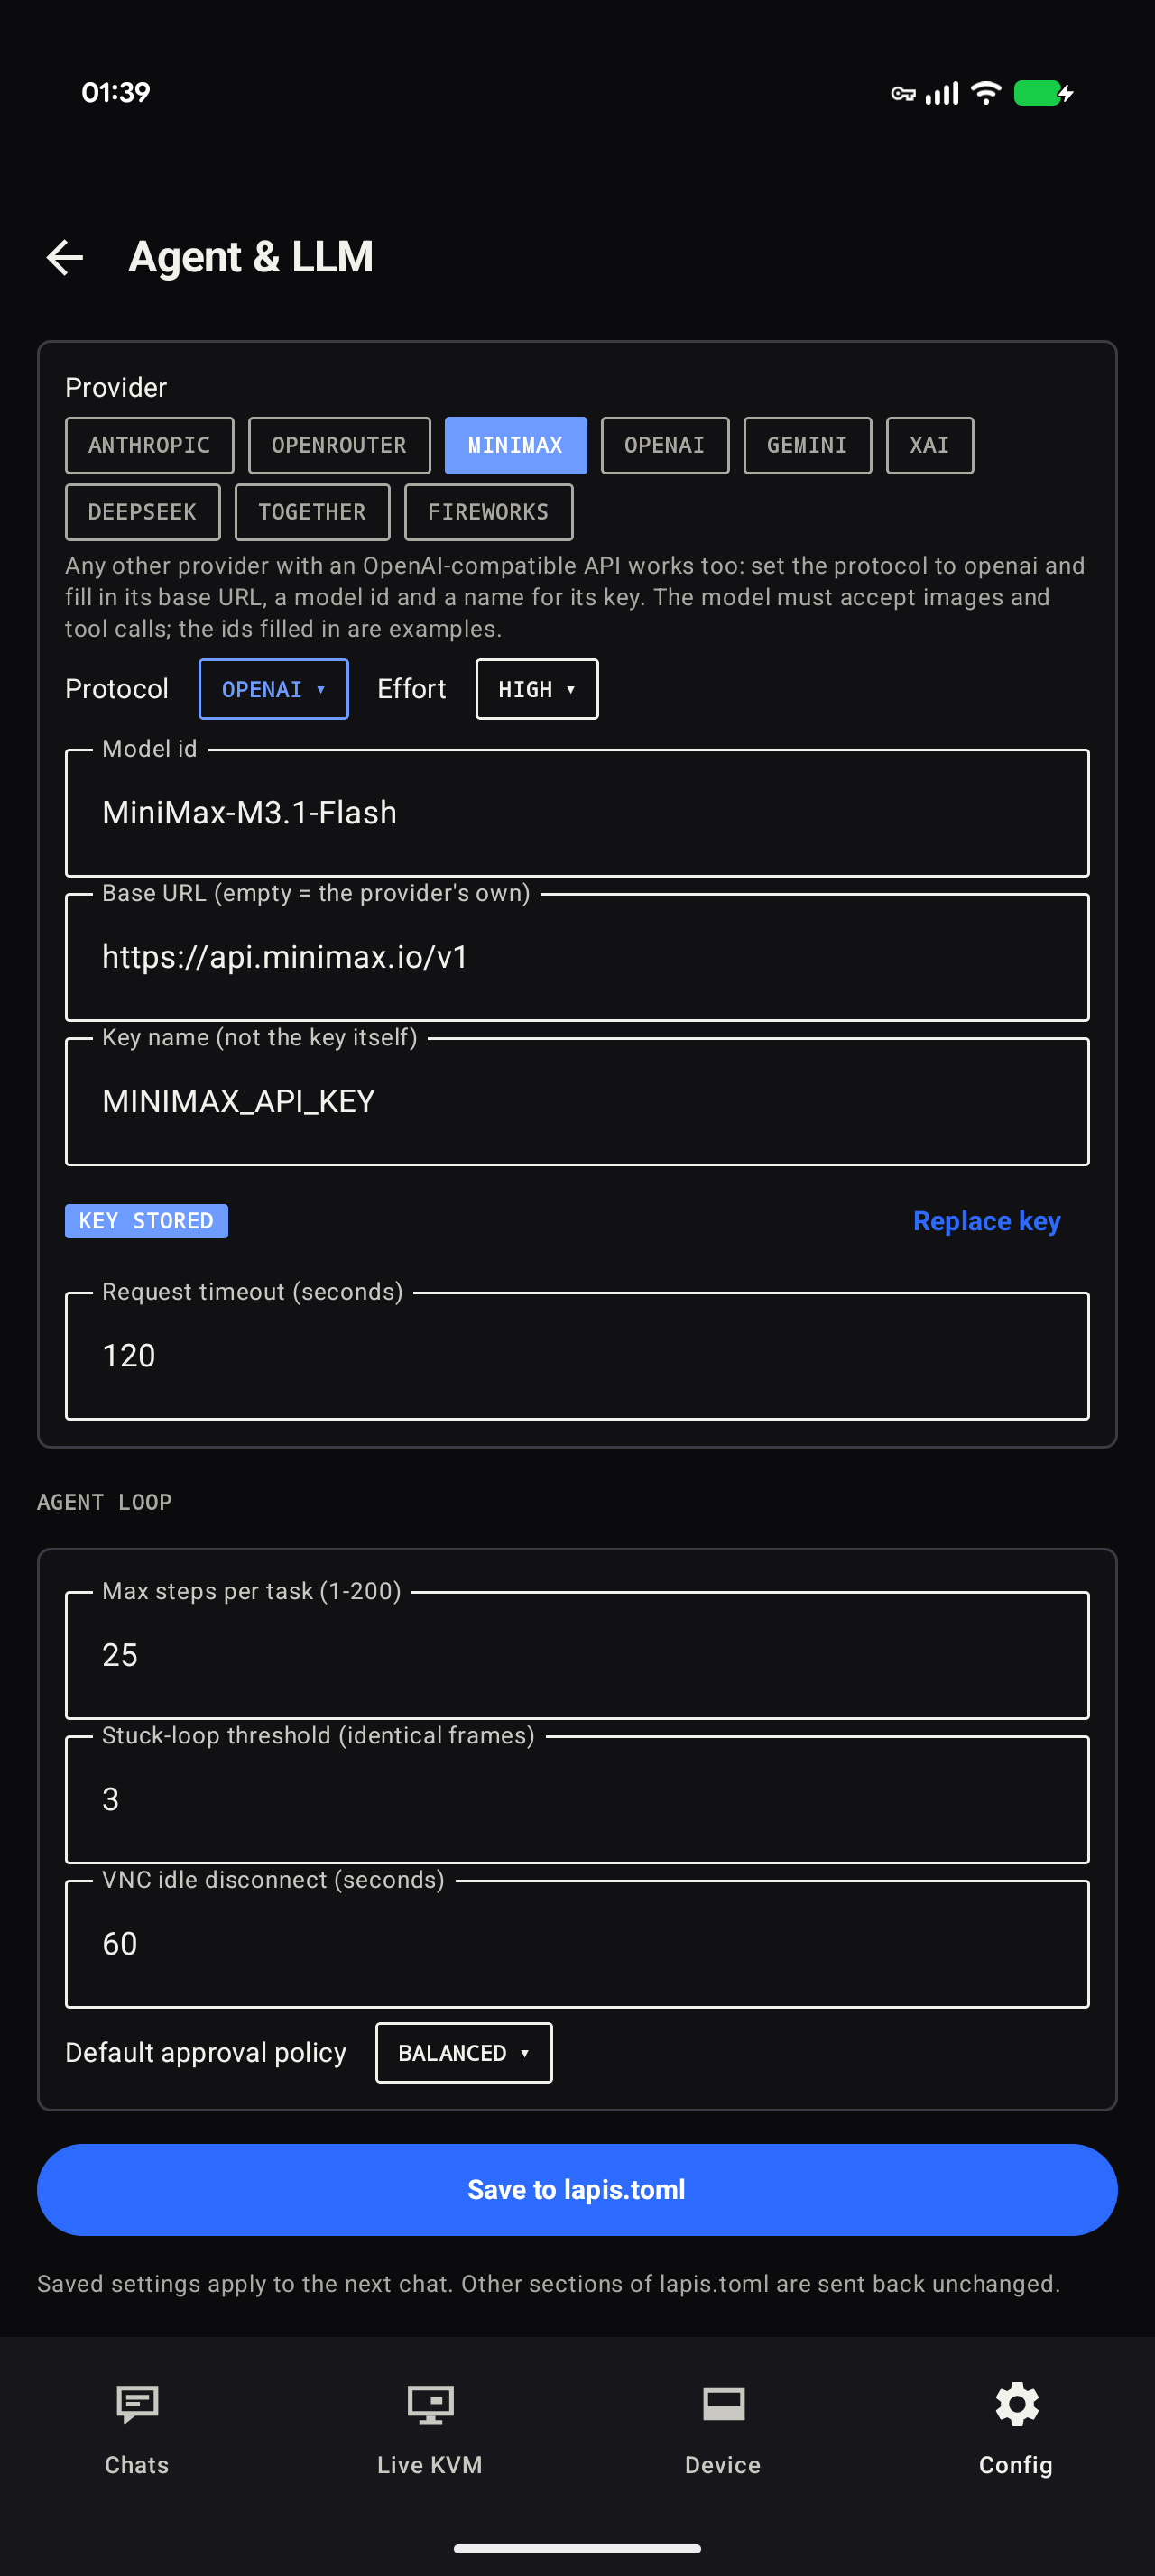 01:39
Agent & LLM
Provider
ANTHROPIC OPENROUTER MINIMAX OPENAI GEMINI XAI
DEEPSEEK TOGETHER FIREWORKS
Any other provider with an OpenAI-compatible API works too: set the protocol to openai and
fill in its base URL, a model id and a name for its key. The model must accept images and
tool calls; the ids filled in are examples.
Protocol OPENAI ▾ Effort HIGH ▾
Model id
MiniMax-M3.1-Flash
Base URL (empty = the provider's own)
https://api.minimax.io/v1
Key name (not the key itself)
MINIMAX_API_KEY
KEY STORED Replace key
Request timeout (seconds)
120
AGENT LOOP
Max steps per task (1-200)
25
Stuck-loop threshold (identical frames)
3
VNC idle disconnect (seconds)
60
Default approval policy BALANCED ▾
Save to lapis.toml
Saved settings apply to the next chat. Other sections of lapis.toml are sent back unchanged.
Chats Live KVM Device Config